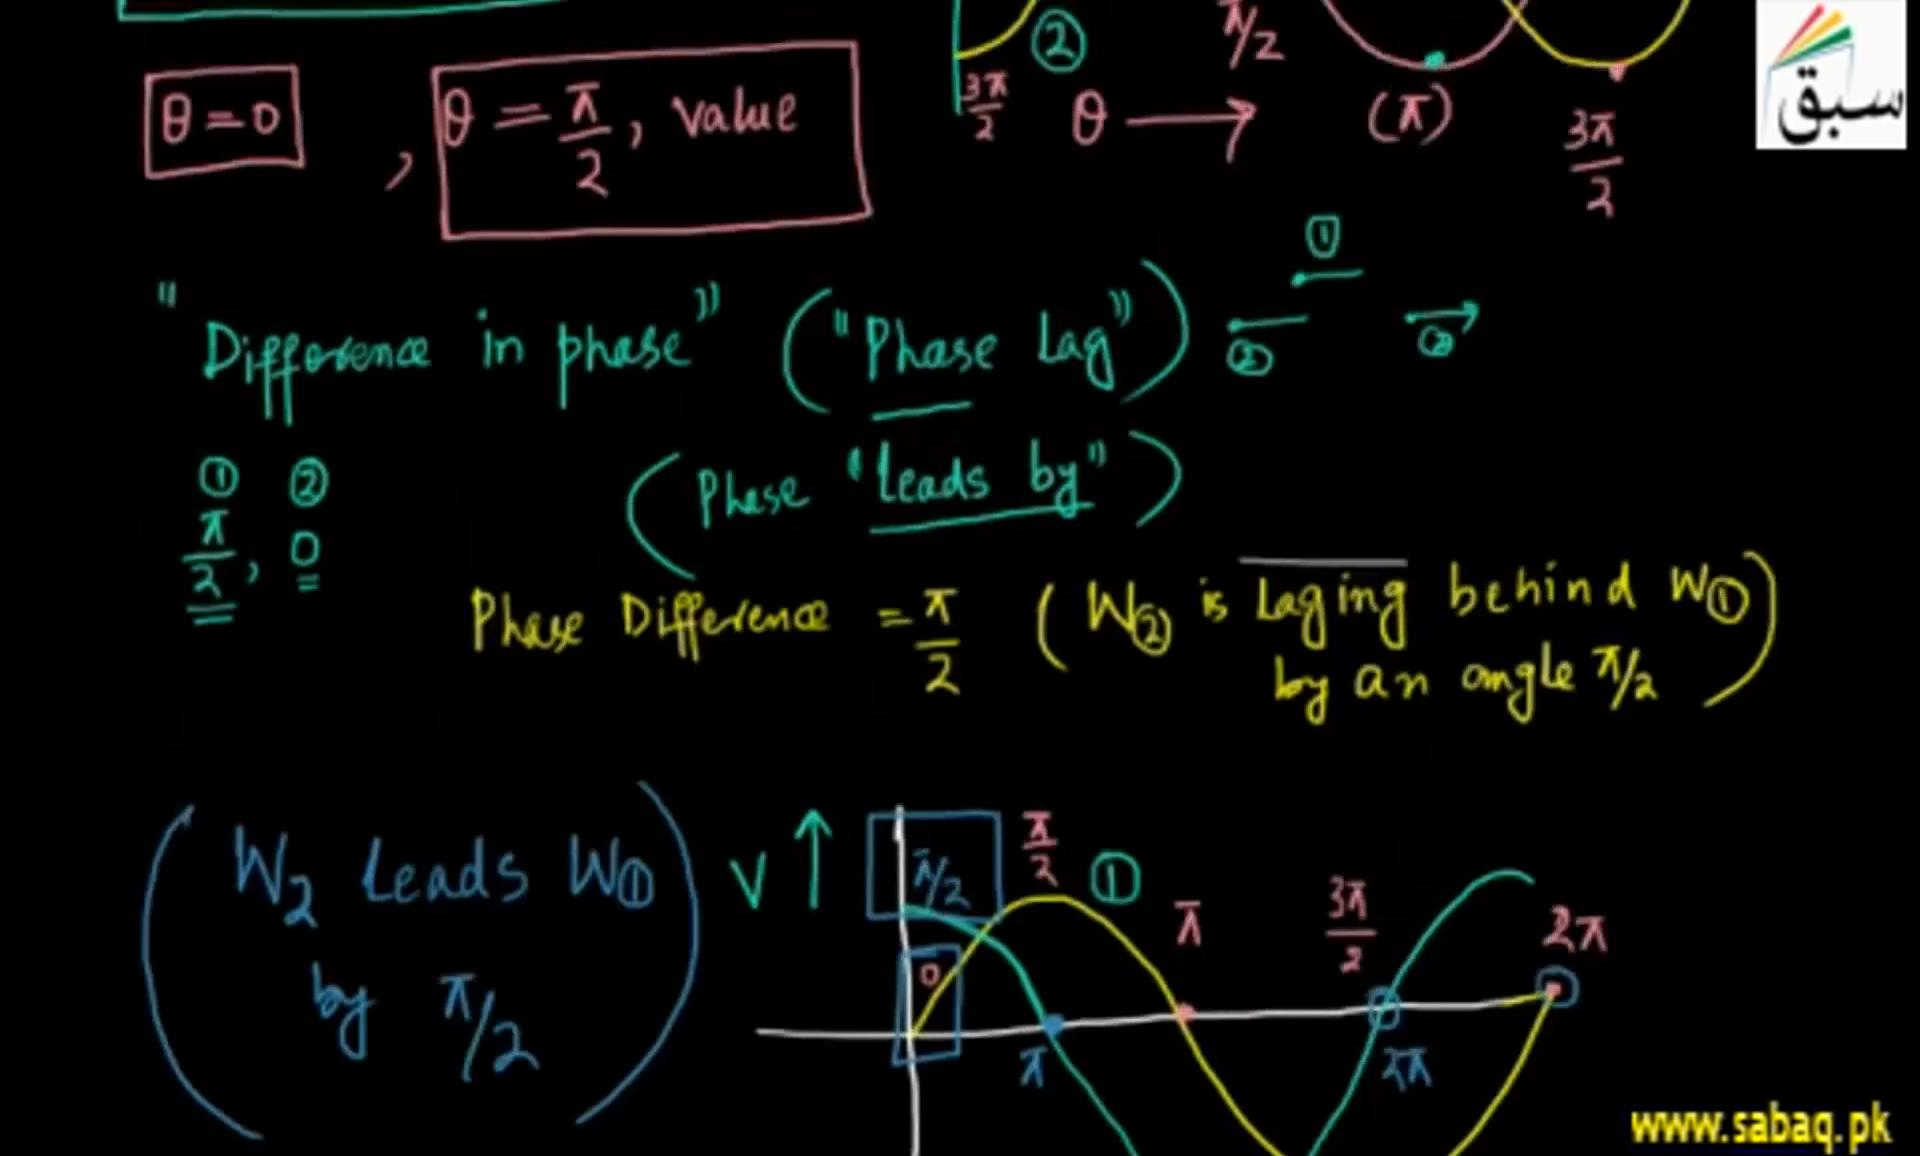 ② π/2
3π/2 θ → (π) 3π/2
θ = 0 , θ = π/2, value
سبق
①
"Difference in phase" ("Phase Lag")
② ②
① ② (Phase "leads by")
π/2, 0
Phase Difference = π/2 (W② is Laging behind W①
by an angle π/2)
(W2 Leads W①
by π/2)
V ↑ π/2 π/2 ① π 3π/2 2π
0
π 2π
www.sabaq.pk